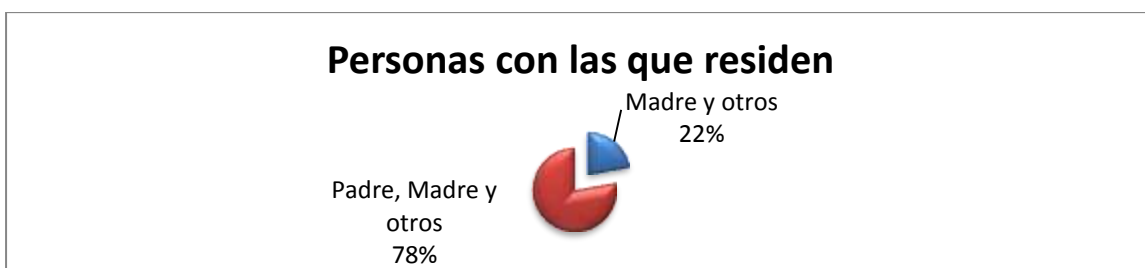 Personas con las que residen
Madre y otros
22%
Padre, Madre y
otros
78%